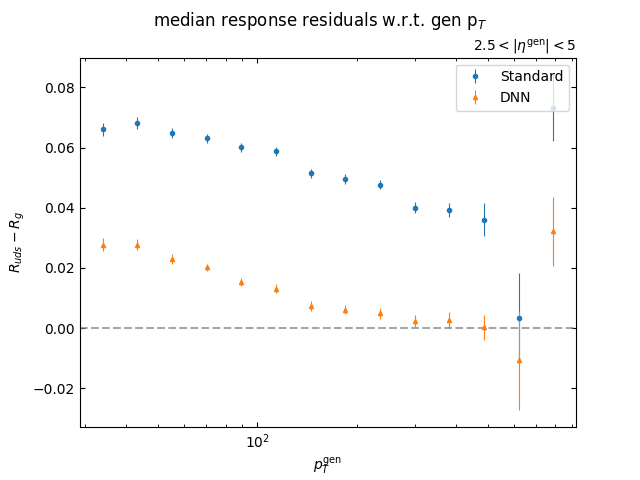 median response residuals w.r.t. gen p_T
2.5 < |η^gen| < 5
Standard
DNN
0.08
0.06
0.04
0.02
0.00
−0.02
R_uds − R_g
10^2
p_T^gen